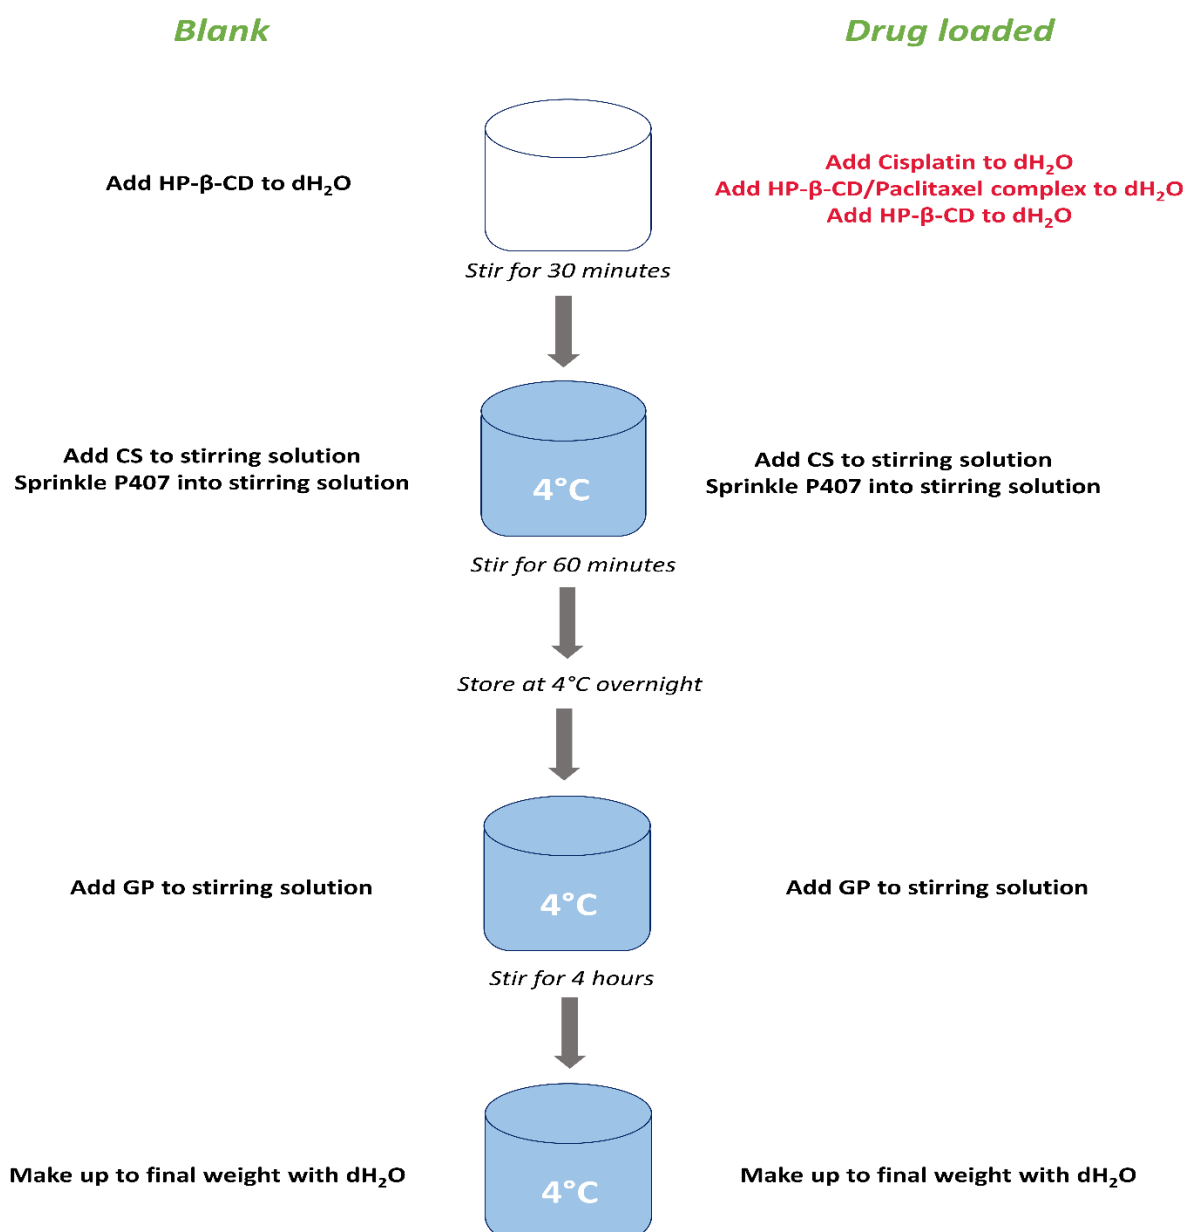 Blank
Drug loaded
Add HP-β-CD to dH₂O
Add Cisplatin to dH₂O
Add HP-β-CD/Paclitaxel complex to dH₂O
Add HP-β-CD to dH₂O
Stir for 30 minutes
Add CS to stirring solution
Sprinkle P407 into stirring solution
4°C
Add CS to stirring solution
Sprinkle P407 into stirring solution
Stir for 60 minutes
Store at 4°C overnight
Add GP to stirring solution
4°C
Add GP to stirring solution
Stir for 4 hours
Make up to final weight with dH₂O
4°C
Make up to final weight with dH₂O